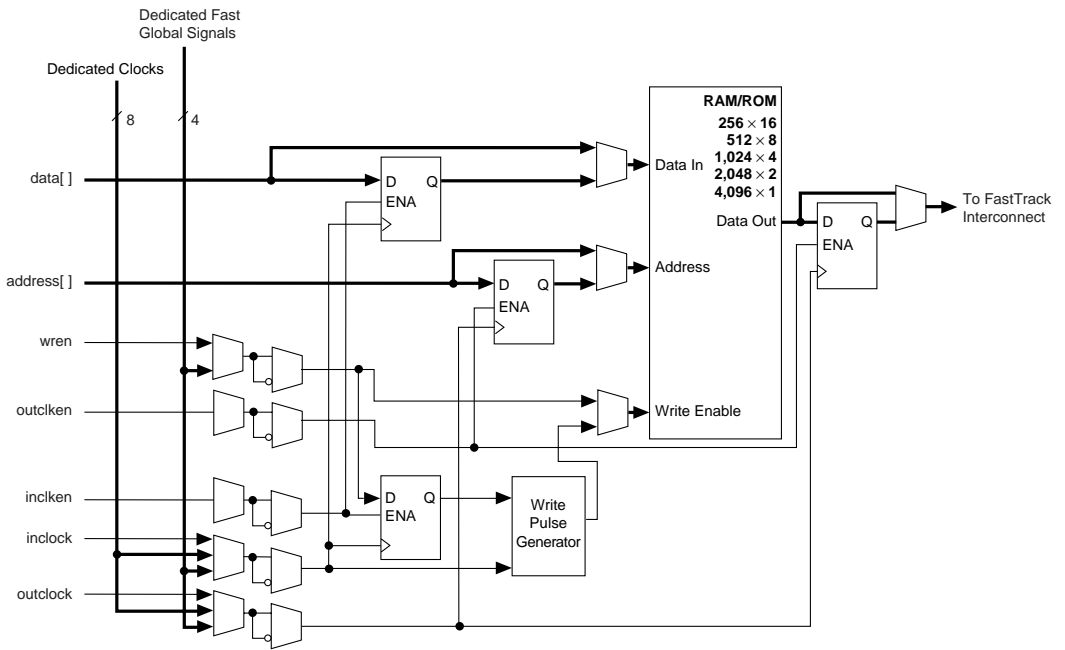 Dedicated Fast
Global Signals
Dedicated Clocks
8
4
RAM/ROM
256 × 16
512 × 8
1,024 × 4
2,048 × 2
4,096 × 1
data[ ]
D Q
ENA
Data In
Data Out
D Q
ENA
To FastTrack
Interconnect
address[ ]
D Q
ENA
Address
wren
outclken
Write Enable
inclken
D Q
ENA
Write
Pulse
Generator
inclock
outclock